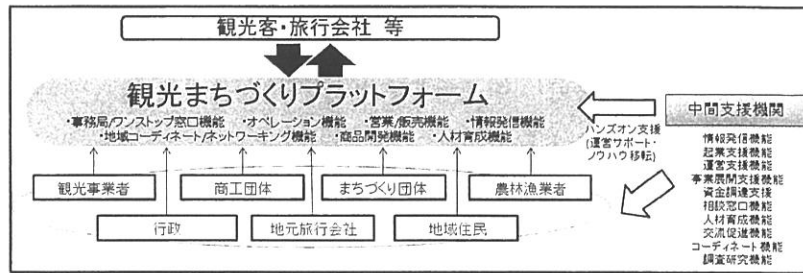 観光客・旅行会社 等
観光まちづくりプラットフォーム
・事務局/ワンストップ窓口機能 ・オペレーション機能 ・営業/販売機能 ・情報発信機能
・地域コーディネート/ネットワーキング機能 ・商品開発機能 ・人材育成機能
ハンズオン支援
(運営サポート・
ノウハウ移転)
中間支援機関
情報発信機能
起業支援機能
運営支援機能
事業展開支援機能
資金調達支援
相談窓口機能
人材育成機能
交流促進機能
コーディネート機能
調査研究機能
観光事業者
商工団体
まちづくり団体
農林漁業者
行政
地元旅行会社
地域住民